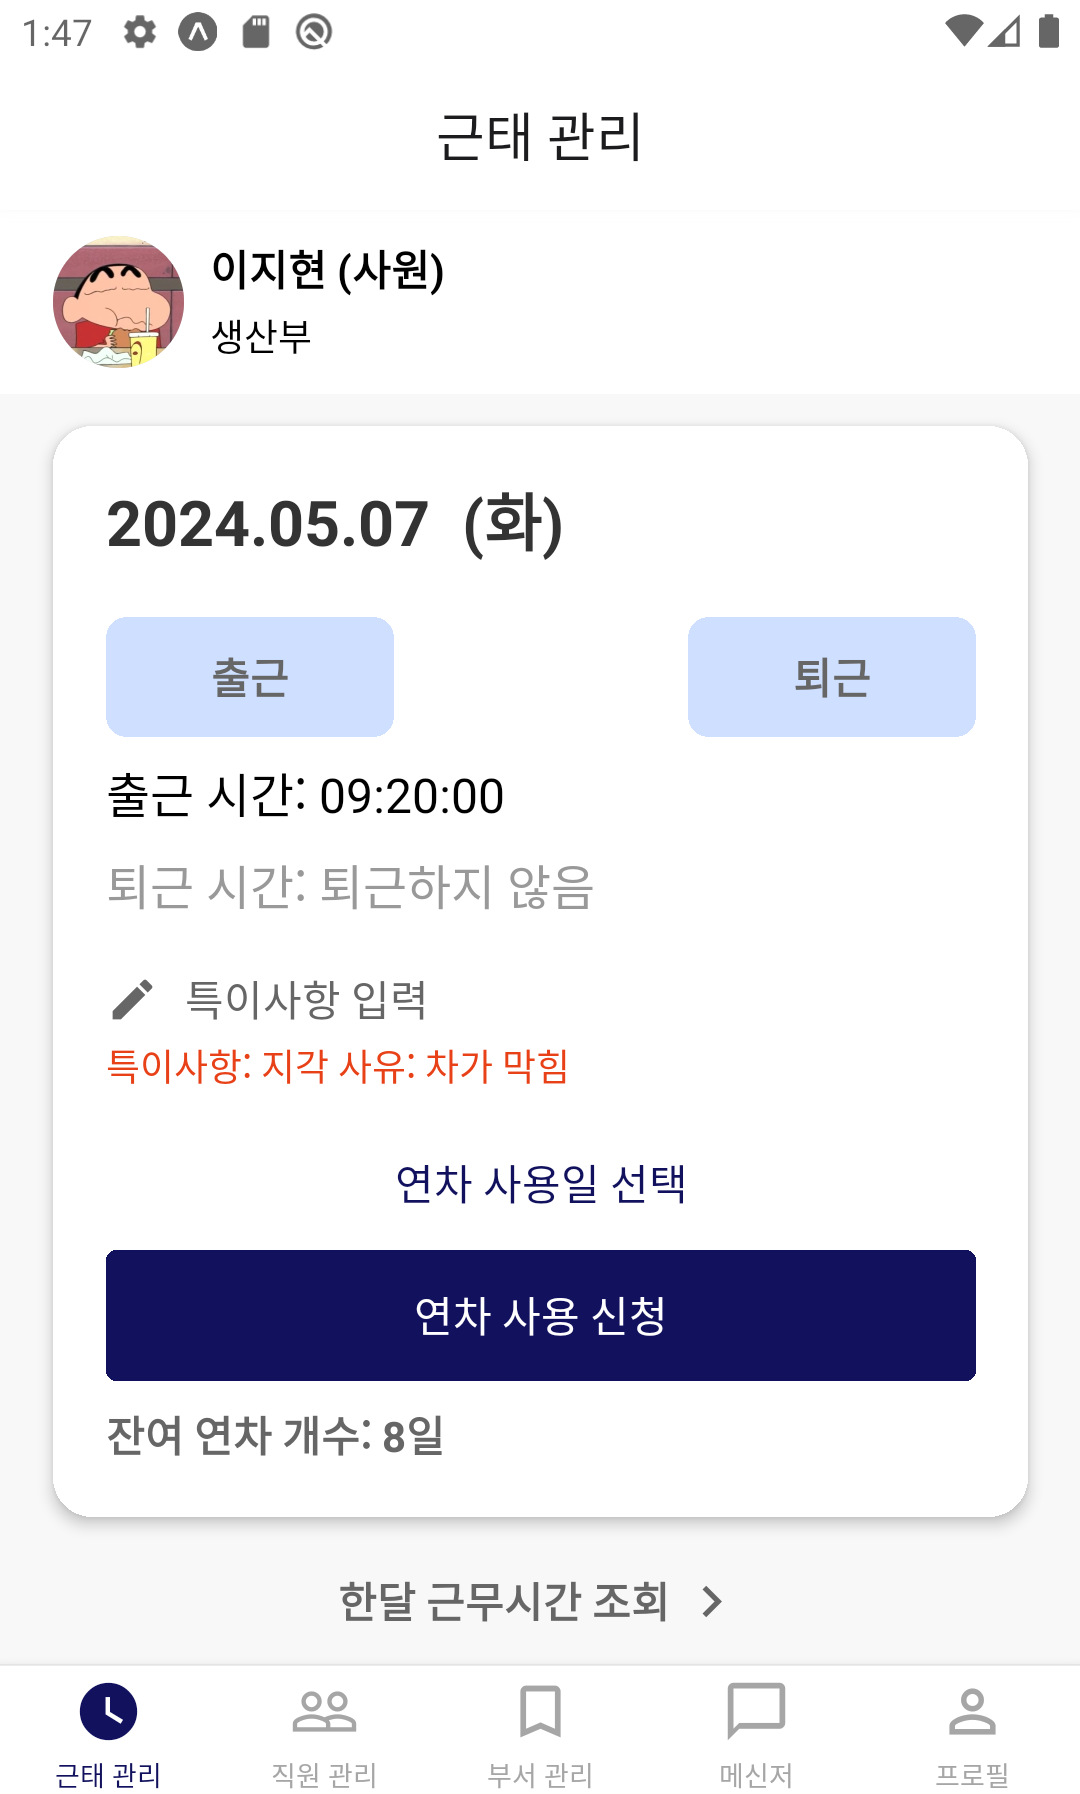 1:47
근태 관리
이지현 (사원)
생산부
2024.05.07 (화)
출근 퇴근
출근 시간: 09:20:00
퇴근 시간: 퇴근하지 않음
특이사항 입력
특이사항: 지각 사유: 차가 막힘
연차 사용일 선택
연차 사용 신청
잔여 연차 개수: 8일
한달 근무시간 조회
근태 관리 직원 관리 부서 관리 메신저 프로필